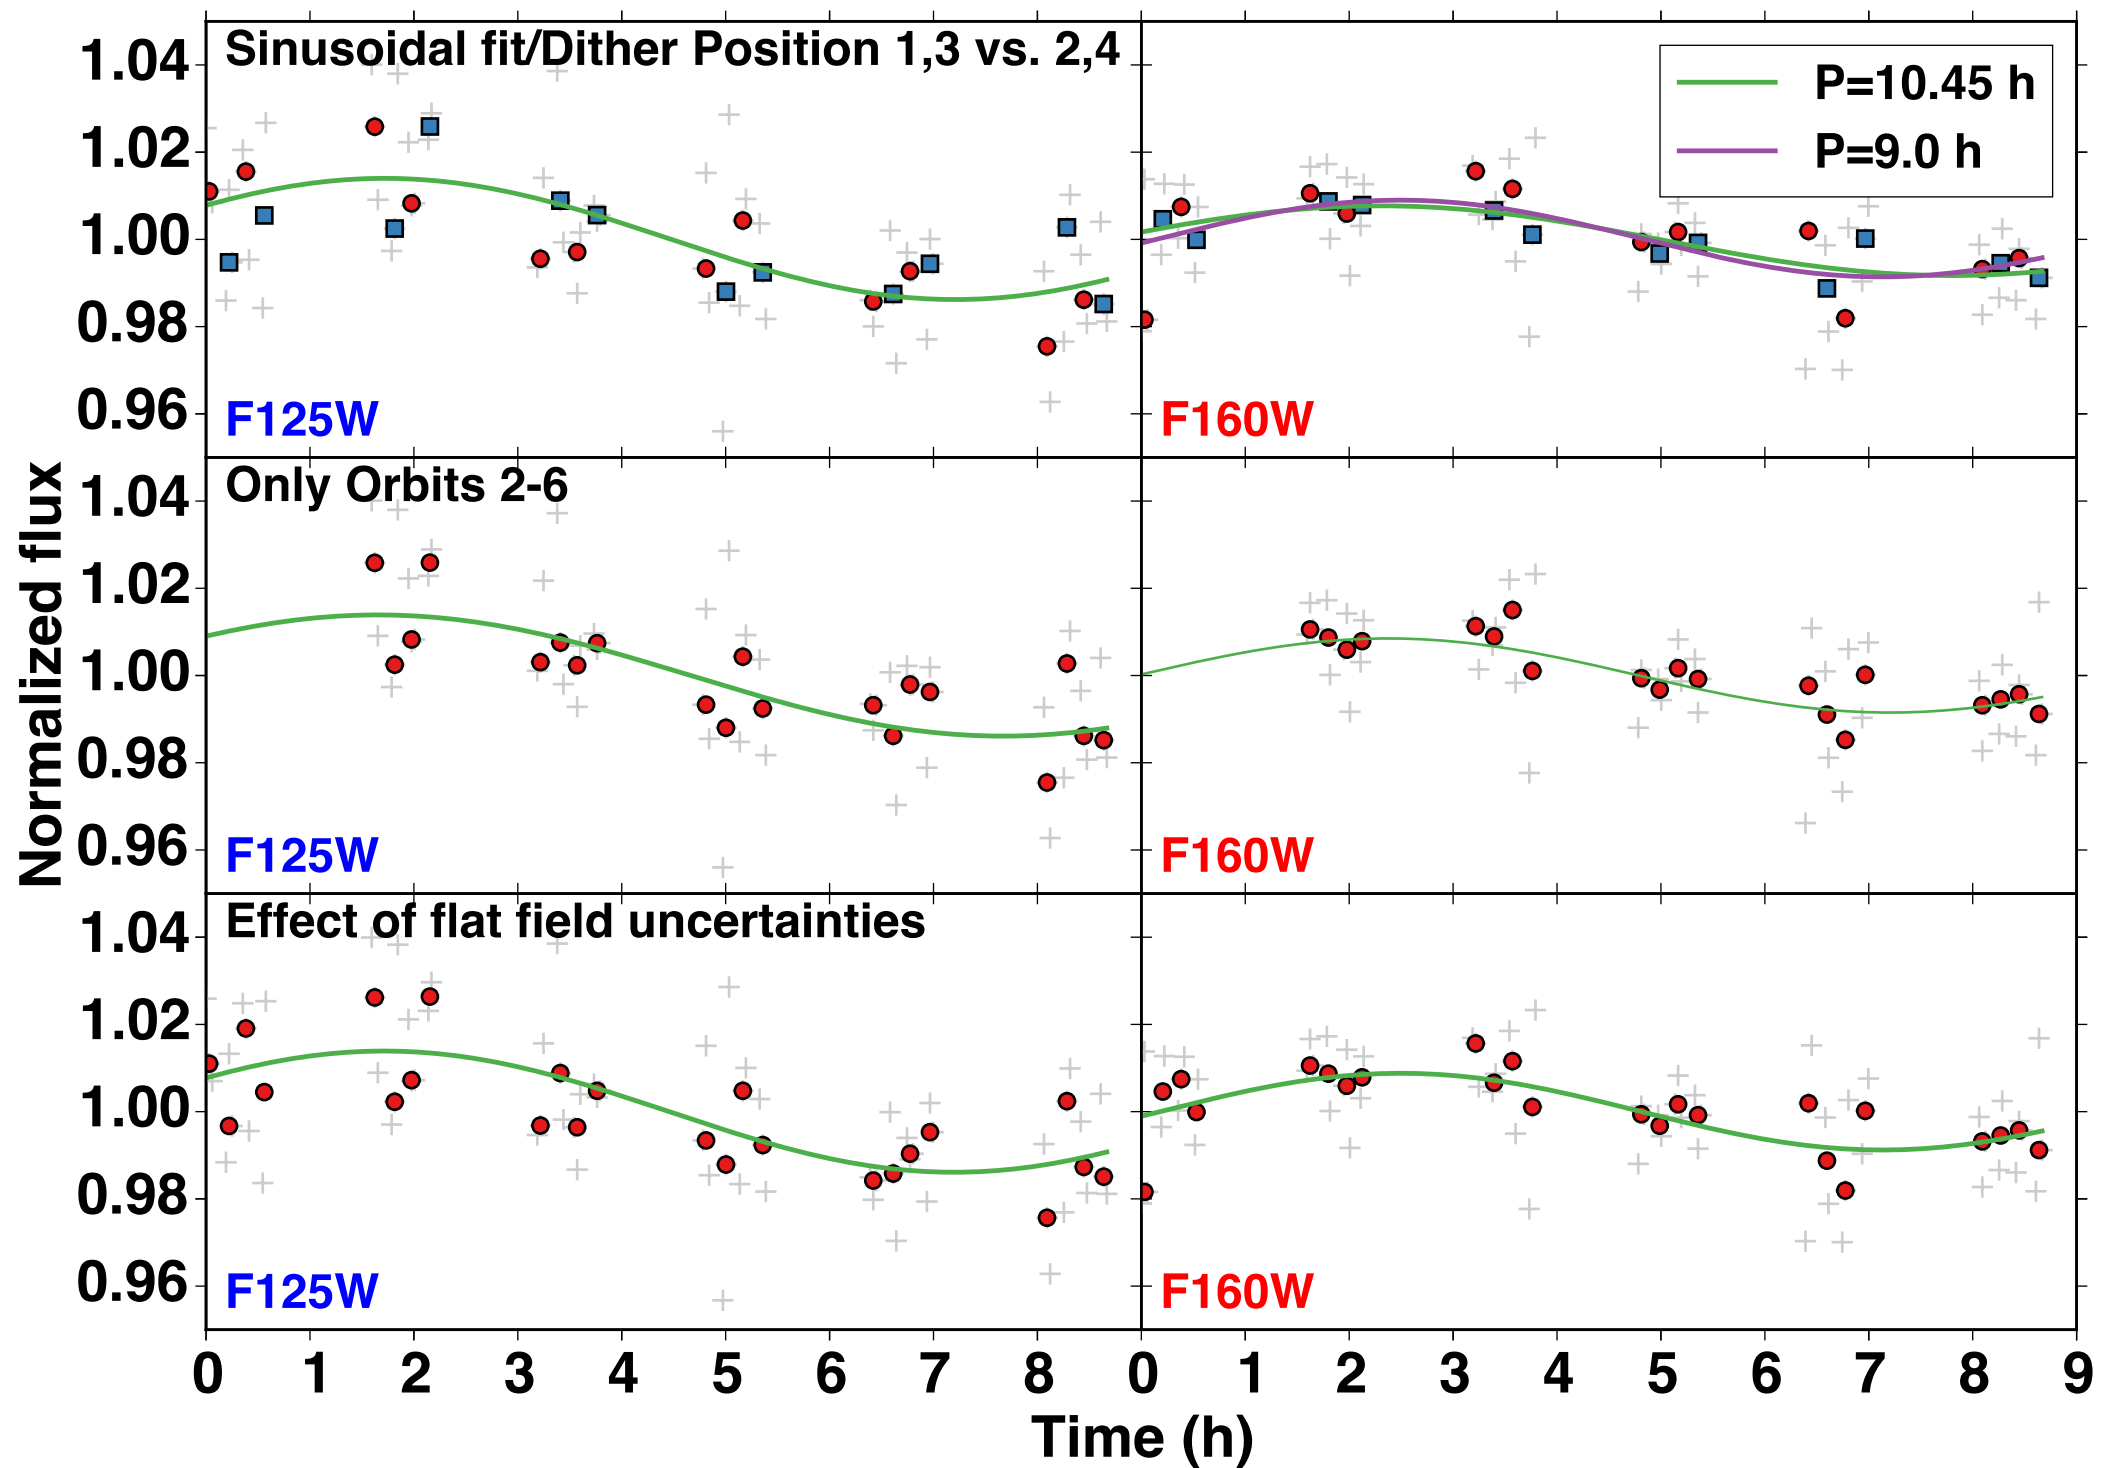 Sinusoidal fit/Dither Position 1,3 vs. 2,4
P=10.45 h
P=9.0 h
1.04
1.02
1.00
0.98
0.96
F125W
F160W
Only Orbits 2-6
1.04
1.02
1.00
0.98
0.96
F125W
F160W
Normalized flux
Effect of flat field uncertainties
1.04
1.02
1.00
0.98
0.96
F125W
F160W
0 1 2 3 4 5 6 7 8 0 1 2 3 4 5 6 7 8 9
Time (h)